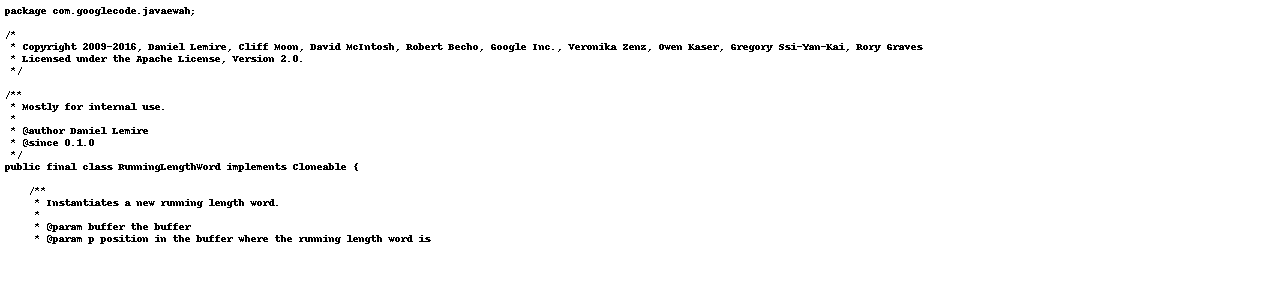 package com.googlecode.javaewah;

/*
 * Copyright 2009-2016, Daniel Lemire, Cliff Moon, David McIntosh, Robert Becho, Google Inc., Veronika Zenz, Owen Kaser, Gregory Ssi-Yan-Kai, Rory Graves
 * Licensed under the Apache License, Version 2.0.
 */

/**
 * Mostly for internal use.
 *
 * @author Daniel Lemire
 * @since 0.1.0
 */
public final class RunningLengthWord implements Cloneable {

    /**
     * Instantiates a new running length word.
     *
     * @param buffer the buffer
     * @param p position in the buffer where the running length word is